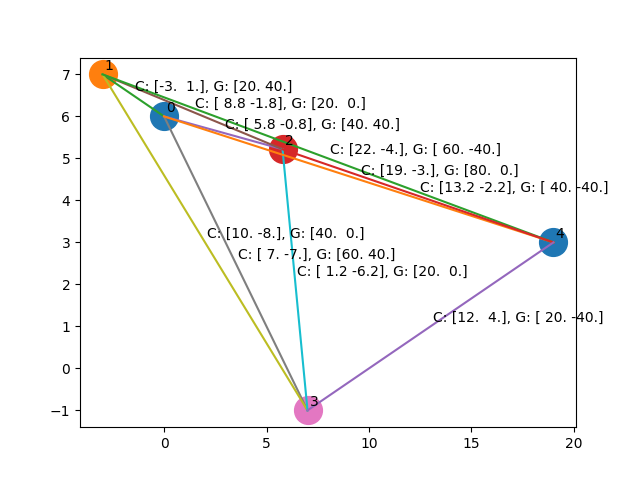 7
1
C: [-3.  1.], G: [20. 40.]
C: [ 8.8 -1.8], G: [20.  0.]
0
6
C: [ 5.8 -0.8], G: [40. 40.]
2
C: [22. -4.], G: [ 60. -40.]
5
C: [19. -3.], G: [80.  0.]
C: [13.2 -2.2], G: [ 40. -40.]
4
C: [10. -8.], G: [40.  0.]
4
3
C: [ 7. -7.], G: [60. 40.]
C: [ 1.2 -6.2], G: [20.  0.]
2
C: [12.  4.], G: [ 20. -40.]
1
0
3
−1
0 5 10 15 20